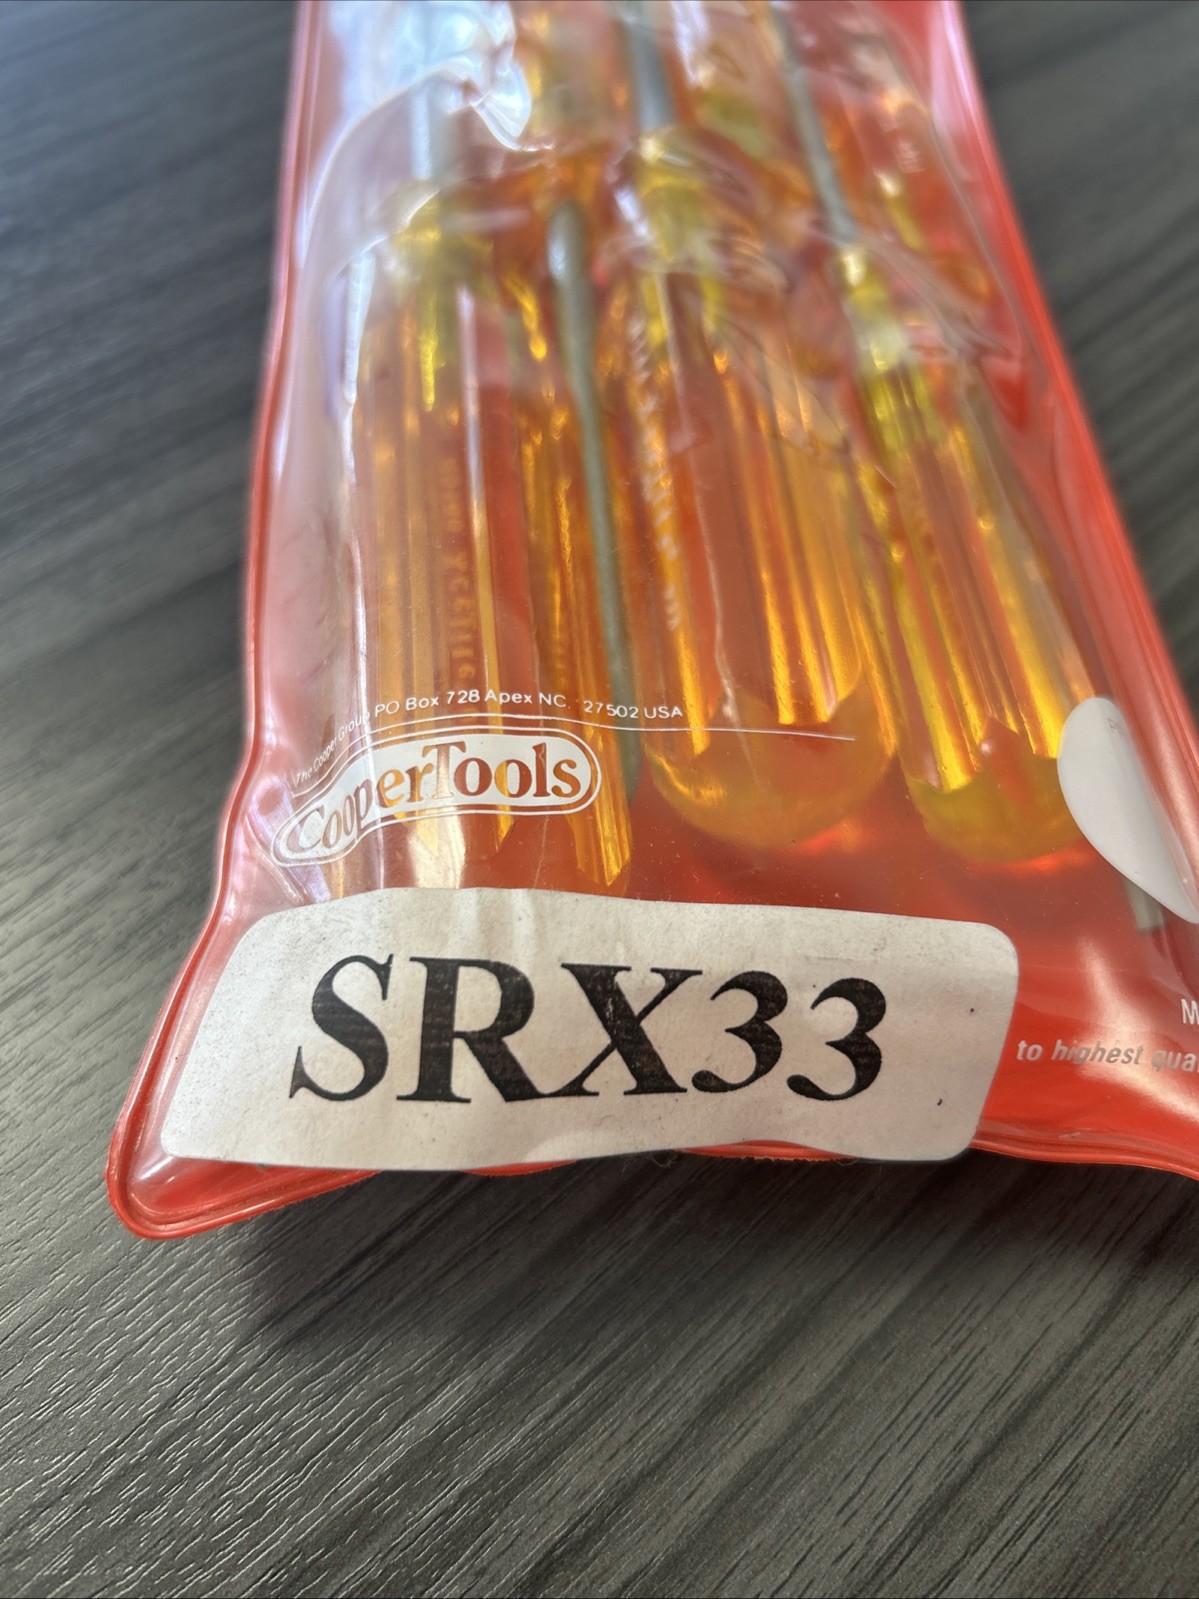 The Cooper Group PO Box 728 Apex NC. 27502 USA
CooperTools
SRX33
to highest